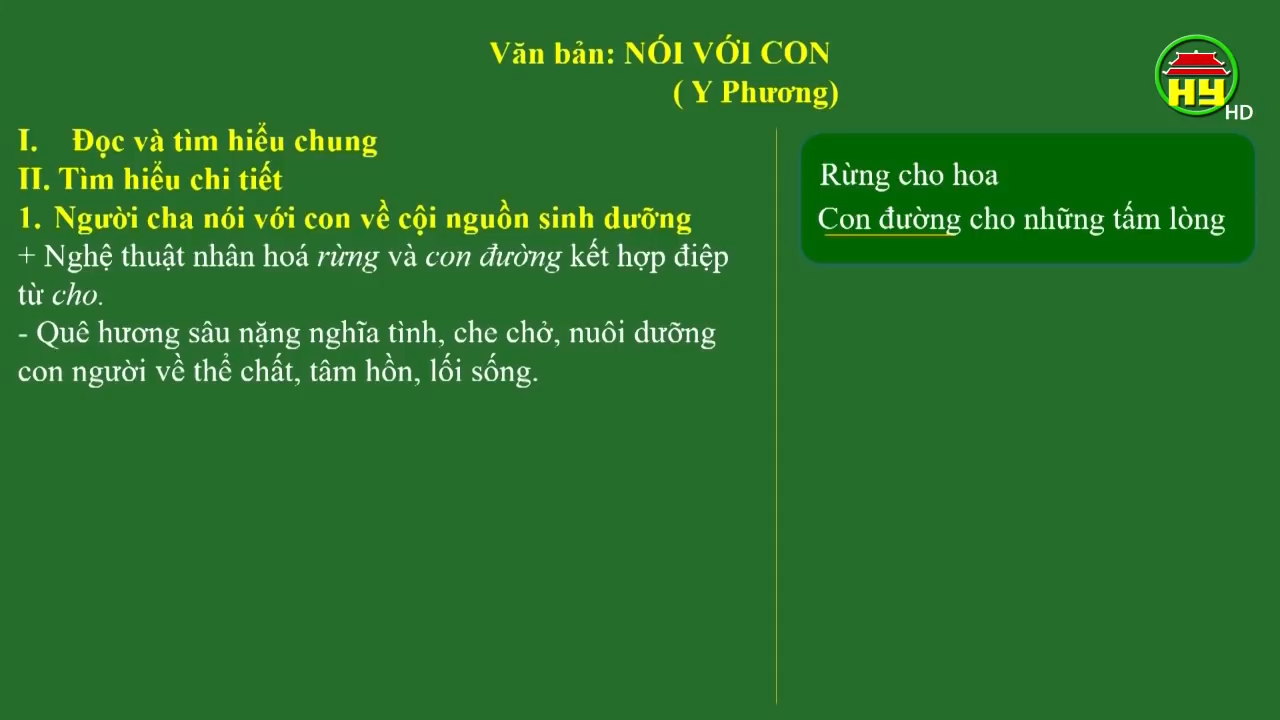 Văn bản: NÓI VỚI CON
( Y Phương)
HY
HD
I. Đọc và tìm hiểu chung
II. Tìm hiểu chi tiết
1. Người cha nói với con về cội nguồn sinh dưỡng
+ Nghệ thuật nhân hoá rừng và con đường kết hợp điệp
từ cho.
- Quê hương sâu nặng nghĩa tình, che chở, nuôi dưỡng
con người về thể chất, tâm hồn, lối sống.
Rừng cho hoa
Con đường cho những tấm lòng